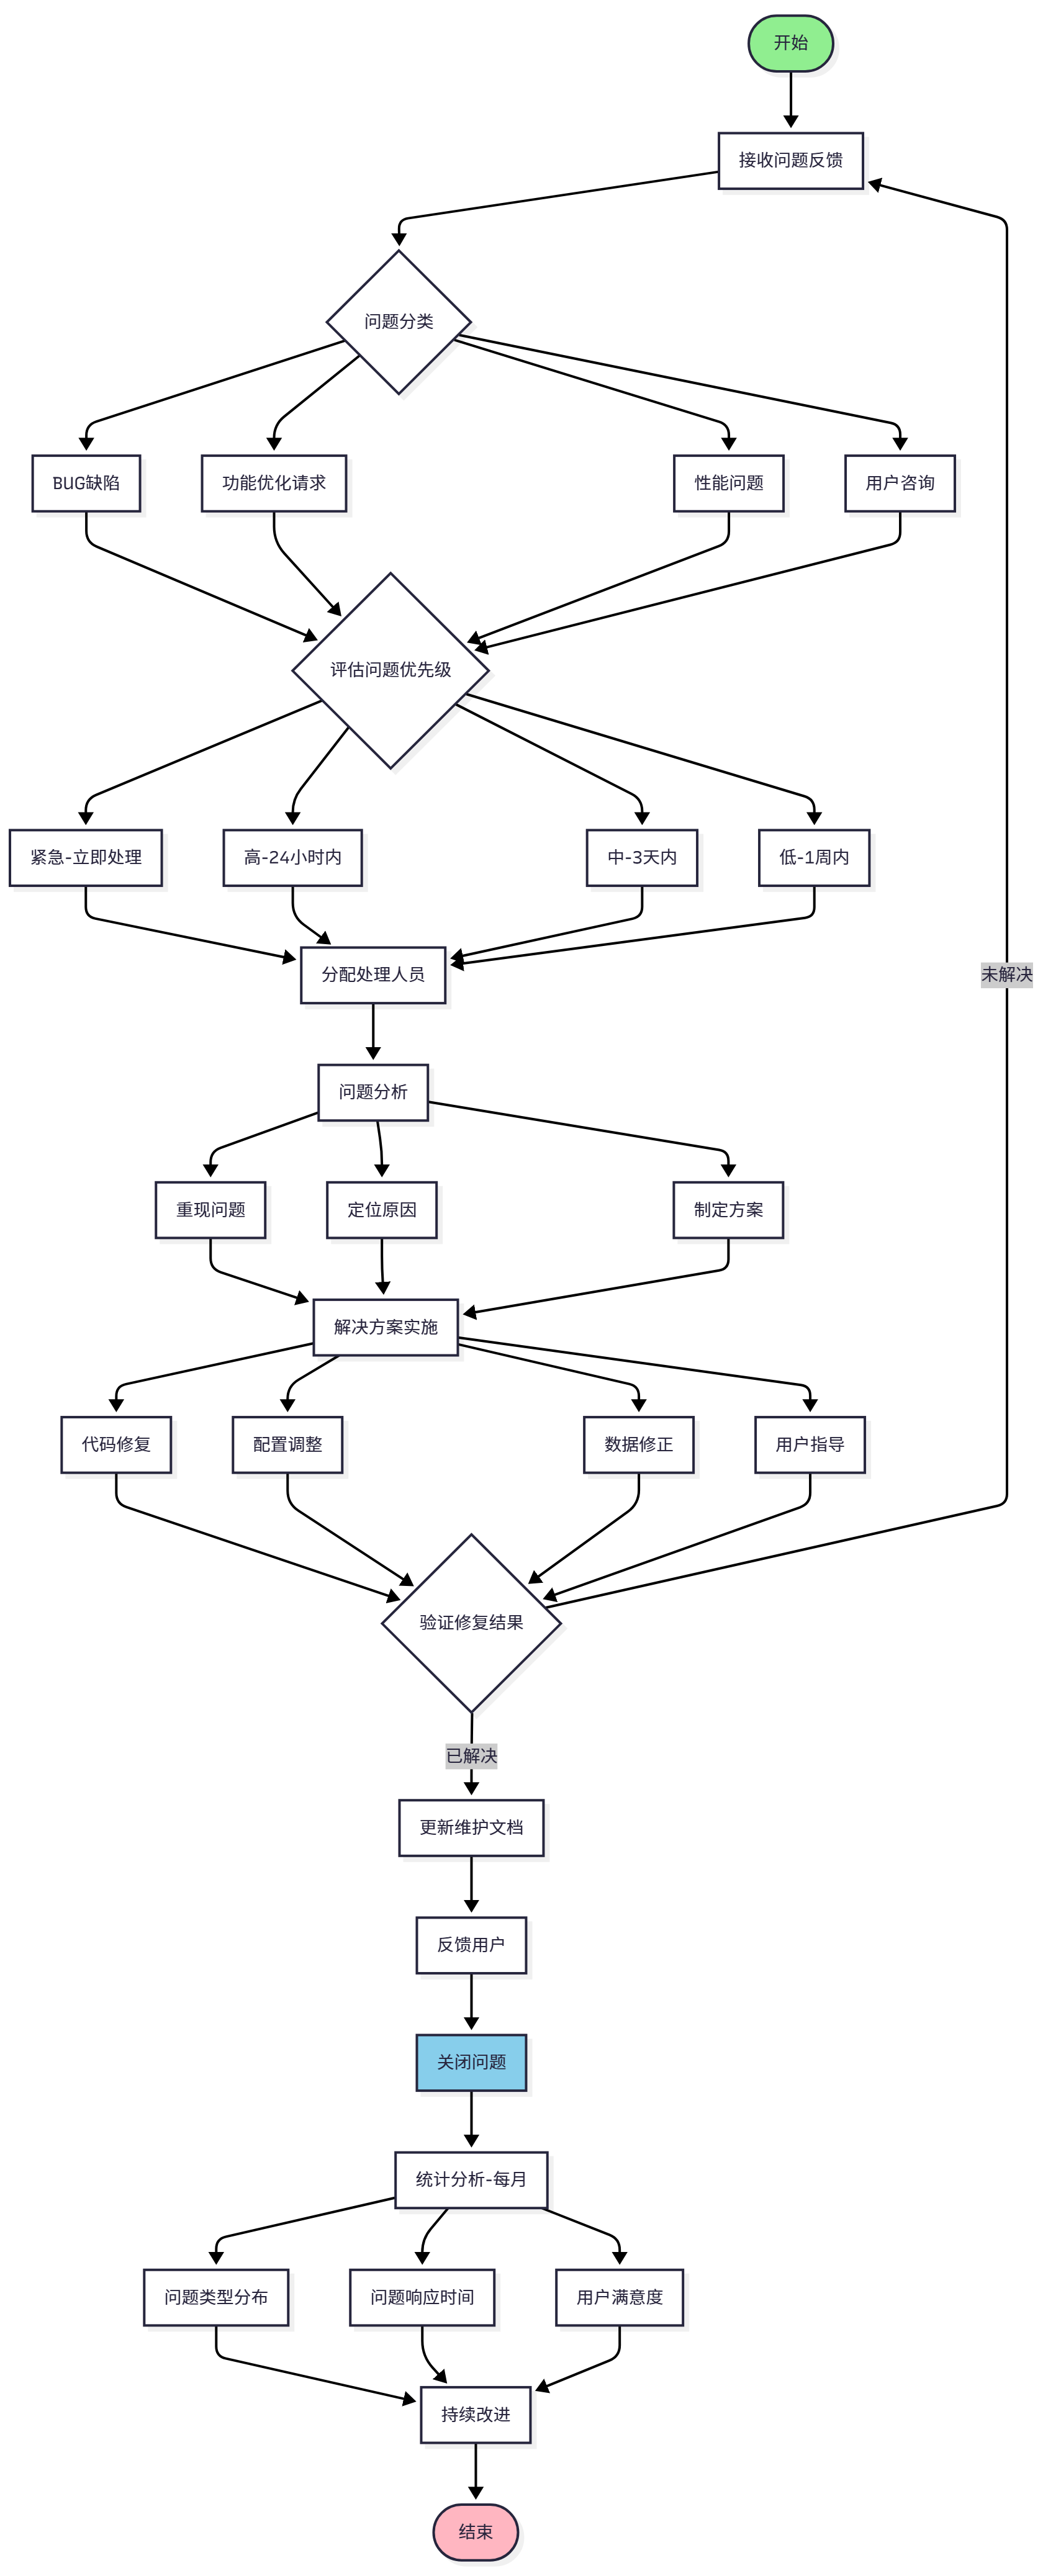 开始
接收问题反馈
问题分类
BUG缺陷
功能优化请求
性能问题
用户咨询
评估问题优先级
紧急-立即处理
高-24小时内
中-3天内
低-1周内
分配处理人员
未解决
问题分析
重现问题
定位原因
制定方案
解决方案实施
代码修复
配置调整
数据修正
用户指导
验证修复结果
已解决
更新维护文档
反馈用户
关闭问题
统计分析-每月
问题类型分布
问题响应时间
用户满意度
持续改进
结束